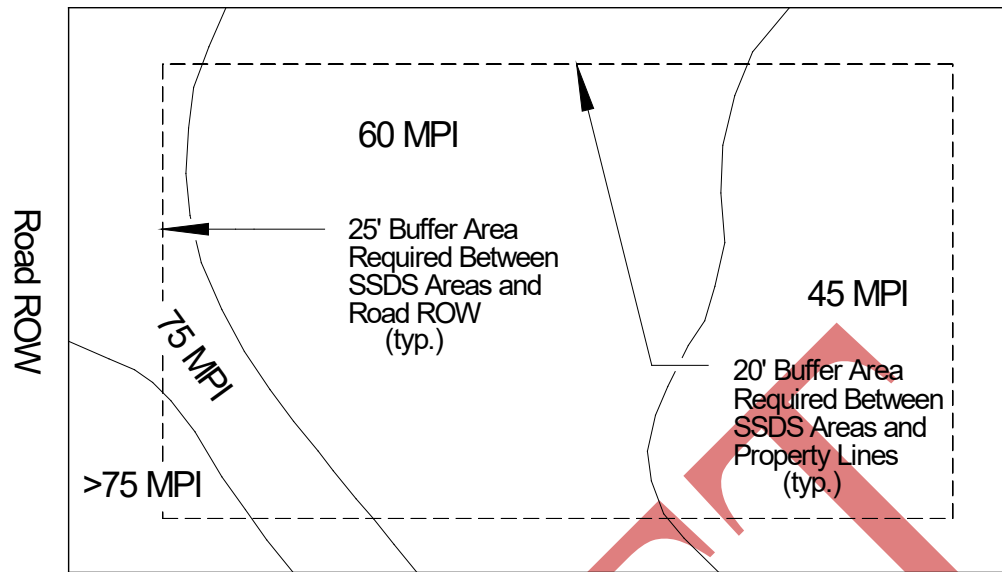 60 MPI
Road ROW
25' Buffer Area
Required Between
SSDS Areas and
Road ROW
(typ.)
45 MPI
75 MPI
20' Buffer Area
Required Between
SSDS Areas and
Property Lines
(typ.)
>75 MPI